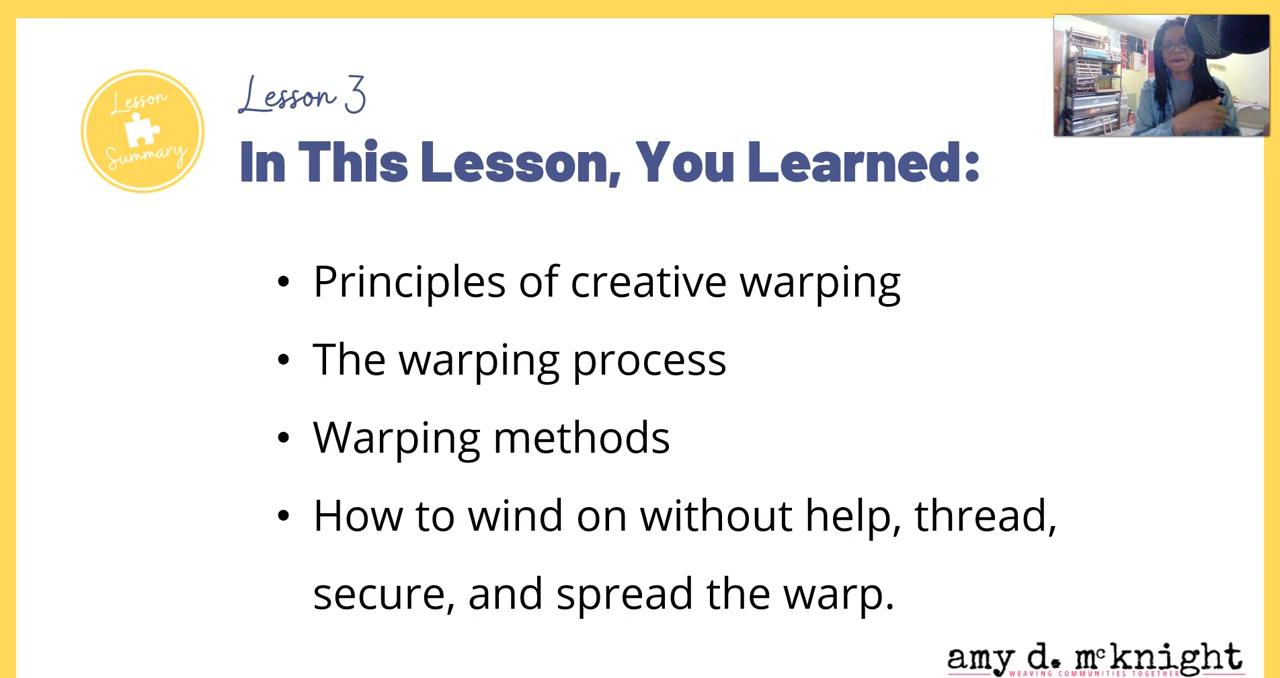 Lesson
Summary
Lesson 3
In This Lesson, You Learned:
• Principles of creative warping
• The warping process
• Warping methods
• How to wind on without help, thread,
secure, and spread the warp.
amy d. mcknight
WEAVING COMMUNITIES TOGETHER